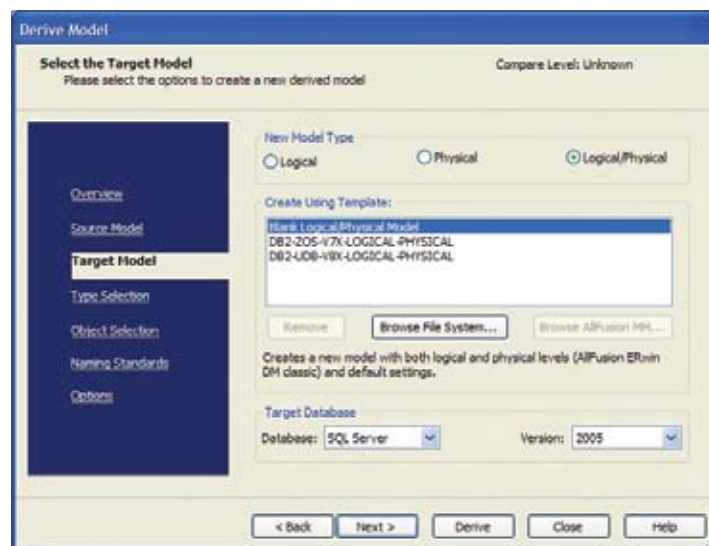 Derive Model
Select the Target Model
Please select the options to create a new derived model
Compare Level: Unknown
Overview
Source Model
Target Model
Type Selection
Object Selection
Naming Standards
Options
New Model Type
Logical
Physical
Logical/Physical
Create Using Template:
Blank Logical/Physical Model
DB2-ZOS-V7X-LOGICAL-PHYSICAL
DB2-UDB-V8X-LOGICAL-PHYSICAL
Remove
Browse File System...
Browse AllFusion MM...
Creates a new model with both logical and physical levels (AllFusion ERwin
DM classic) and default settings.
Target Database
Database: SQL Server
Version: 2005
< Back
Next >
Derive
Close
Help